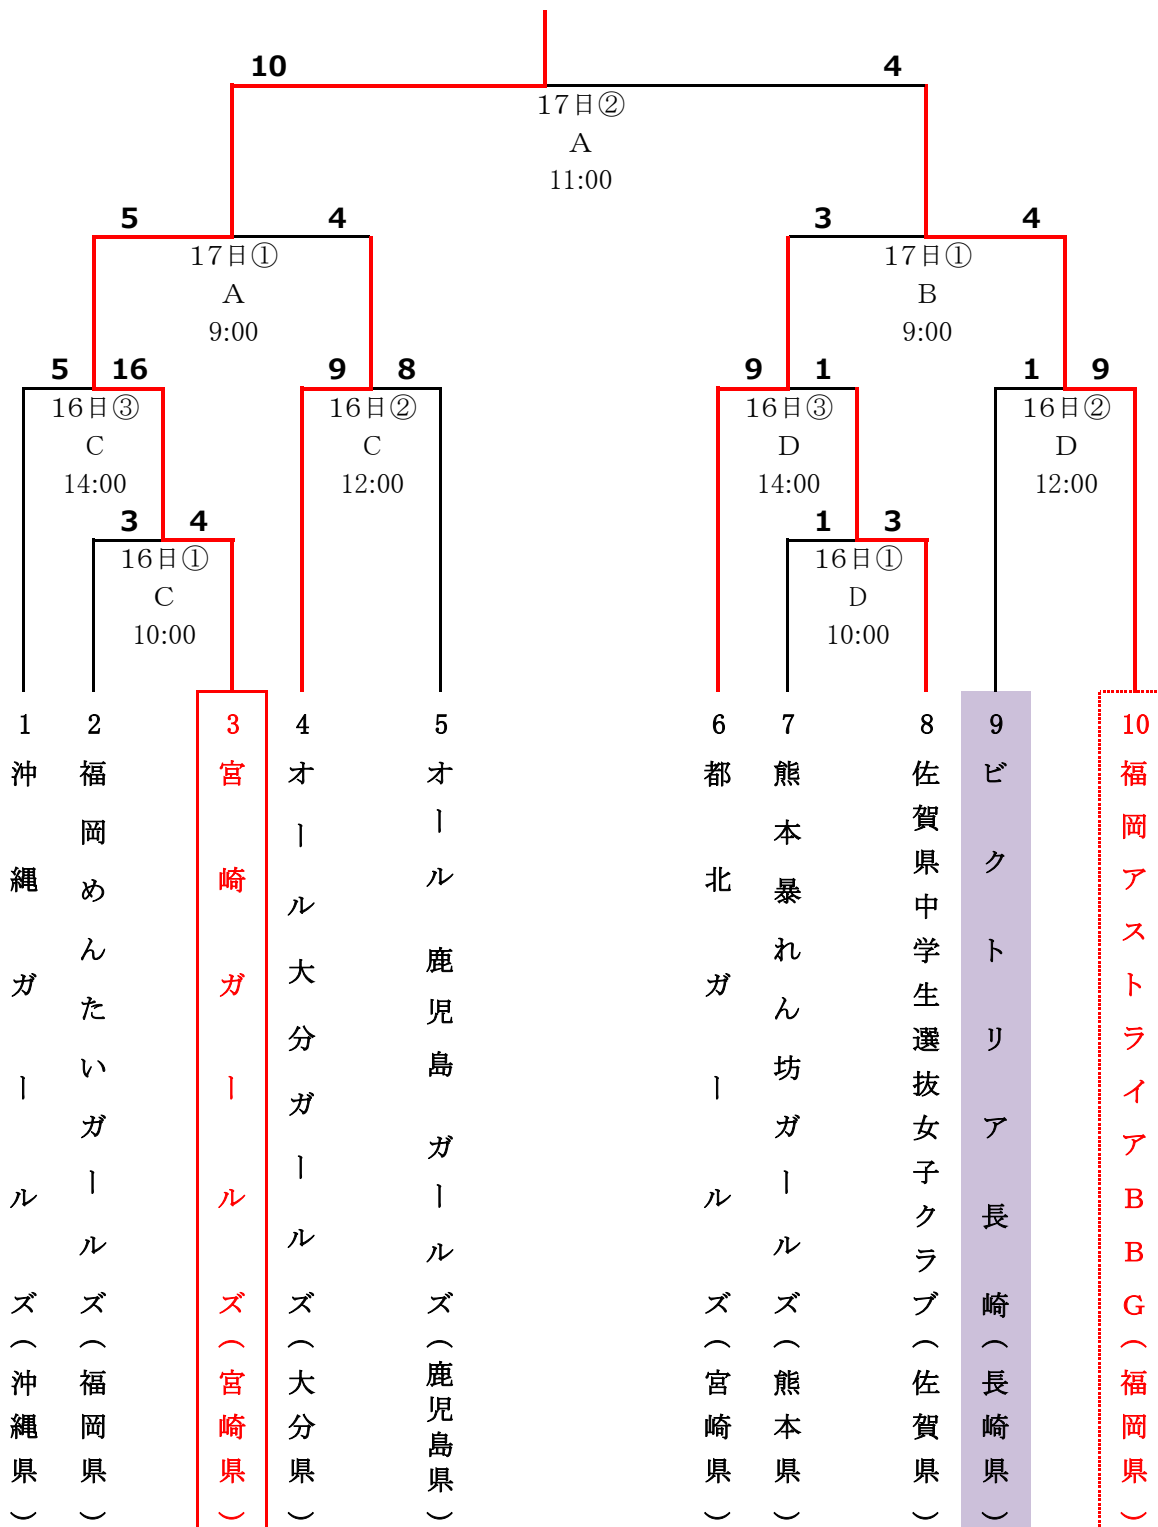 10 4
17日②
A
11:00
5 4 3 4
17日① 17日①
A B
9:00 9:00
5 16 9 8 9 1 1 9
16日③ 16日② 16日③ 16日②
C C D D
14:00 12:00 14:00 12:00
3 4 1 3
16日① 16日①
C D
10:00 10:00
1 沖縄ガールズ(沖縄県)
2 福岡めんたいガールズ(福岡県)
3 宮崎ガールズ(宮崎県)
4 オール大分ガールズ(大分県)
5 オール鹿児島ガールズ(鹿児島県)
6 都北ガールズ(宮崎県)
7 熊本暴れん坊ガールズ(熊本県)
8 佐賀県中学生選抜女子クラブ(佐賀県)
9 ビクトリア長崎(長崎県)
10 福岡アストライアBBG(福岡県)